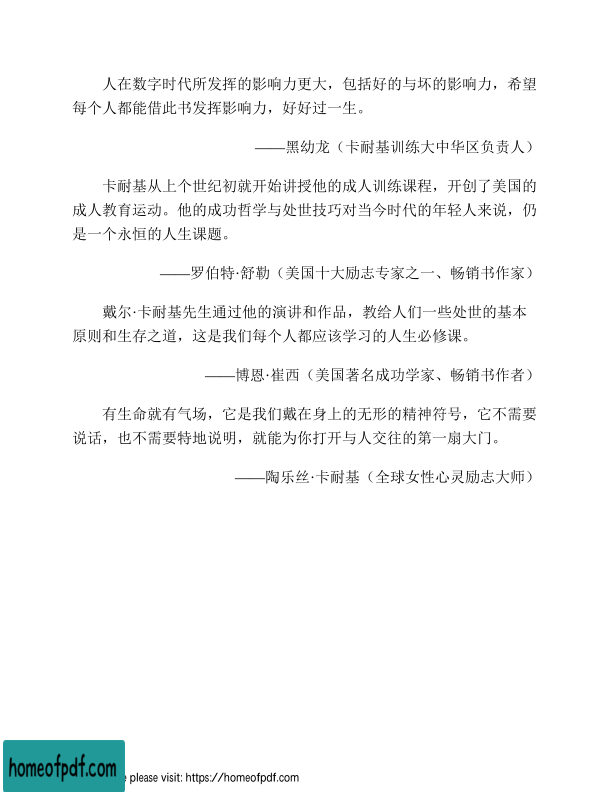 人在数字时代所发挥的影响力更大，包括好的与坏的影响力，希望
每个人都能借此书发挥影响力，好好过一生。
——黑幼龙（卡耐基训练大中华区负责人）
卡耐基从上个世纪初就开始讲授他的成人训练课程，开创了美国的
成人教育运动。他的成功哲学与处世技巧对当今时代的年轻人来说，仍
是一个永恒的人生课题。
——罗伯特·舒勒（美国十大励志专家之一、畅销书作家）
戴尔·卡耐基先生通过他的演讲和作品，教给人们一些处世的基本
原则和生存之道，这是我们每个人都应该学习的人生必修课。
——博恩·崔西（美国著名成功学家、畅销书作者）
有生命就有气场，它是我们戴在身上的无形的精神符号，它不需要
说话，也不需要特地说明，就能为你打开与人交往的第一扇大门。
——陶乐丝·卡耐基（全球女性心灵励志大师）
homeofpdf.com
please visit: https://homeofpdf.com